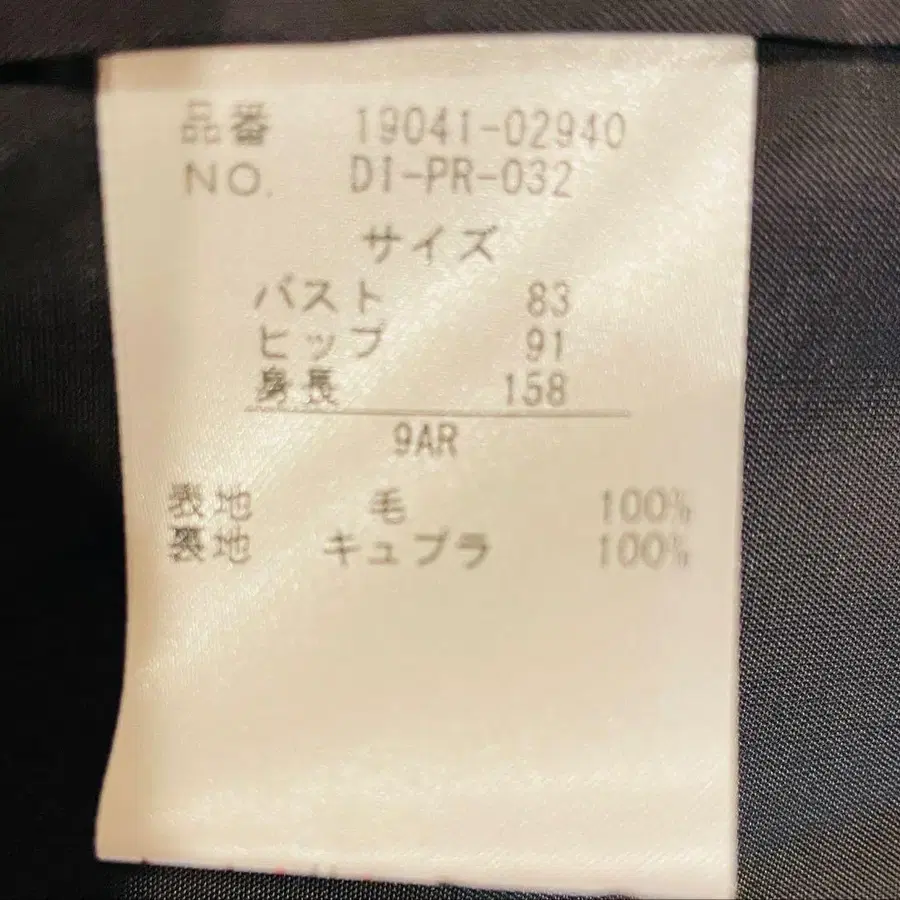 品番 19041-02940
NO. DI-PR-032
サイズ
バスト 83
ヒップ 91
身長 158
9AR
表地 毛 100%
裏地 キュプラ 100%